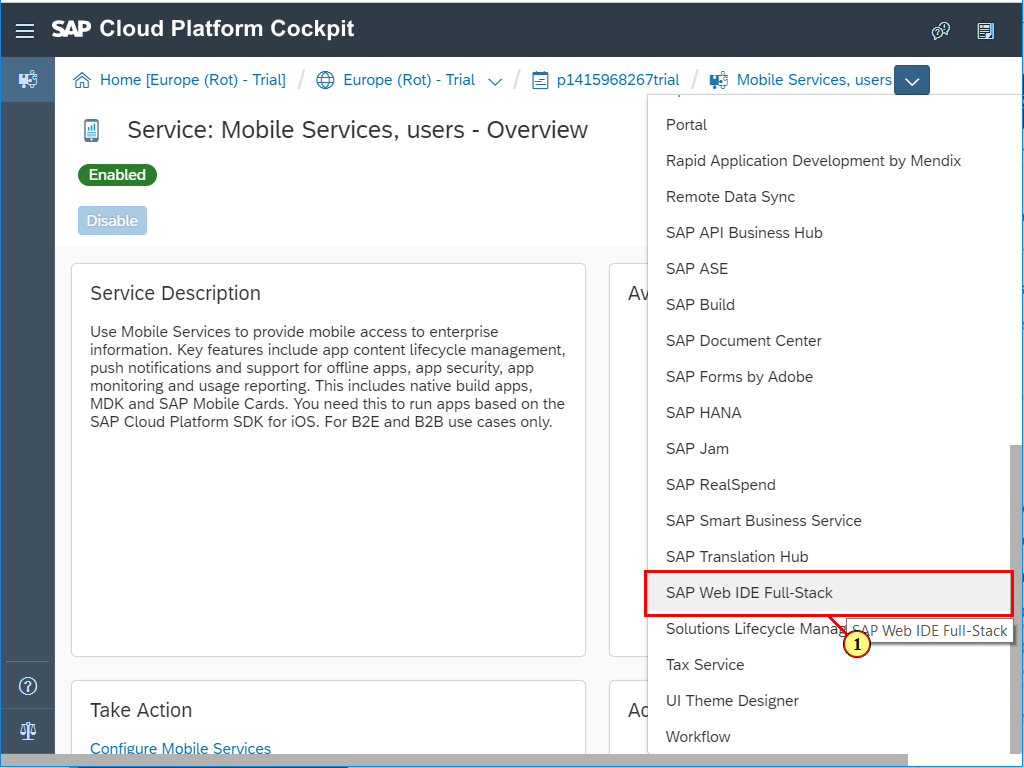 SAP Cloud Platform Cockpit
Home [Europe (Rot) - Trial] / Europe (Rot) - Trial / p1415968267trial / Mobile Services, users
Service: Mobile Services, users - Overview
Enabled
Disable
Service Description
Use Mobile Services to provide mobile access to enterprise
information. Key features include app content lifecycle management,
push notifications and support for offline apps, app security, app
monitoring and usage reporting. This includes native build apps,
MDK and SAP Mobile Cards. You need this to run apps based on the
SAP Cloud Platform SDK for iOS. For B2E and B2B use cases only.
Take Action
Configure Mobile Services
Portal
Rapid Application Development by Mendix
Remote Data Sync
SAP API Business Hub
SAP ASE
SAP Build
SAP Document Center
SAP Forms by Adobe
SAP HANA
SAP Jam
SAP RealSpend
SAP Smart Business Service
SAP Translation Hub
SAP Web IDE Full-Stack
Solutions Lifecycle Manag
SAP Web IDE Full-Stack
1
Tax Service
UI Theme Designer
Workflow